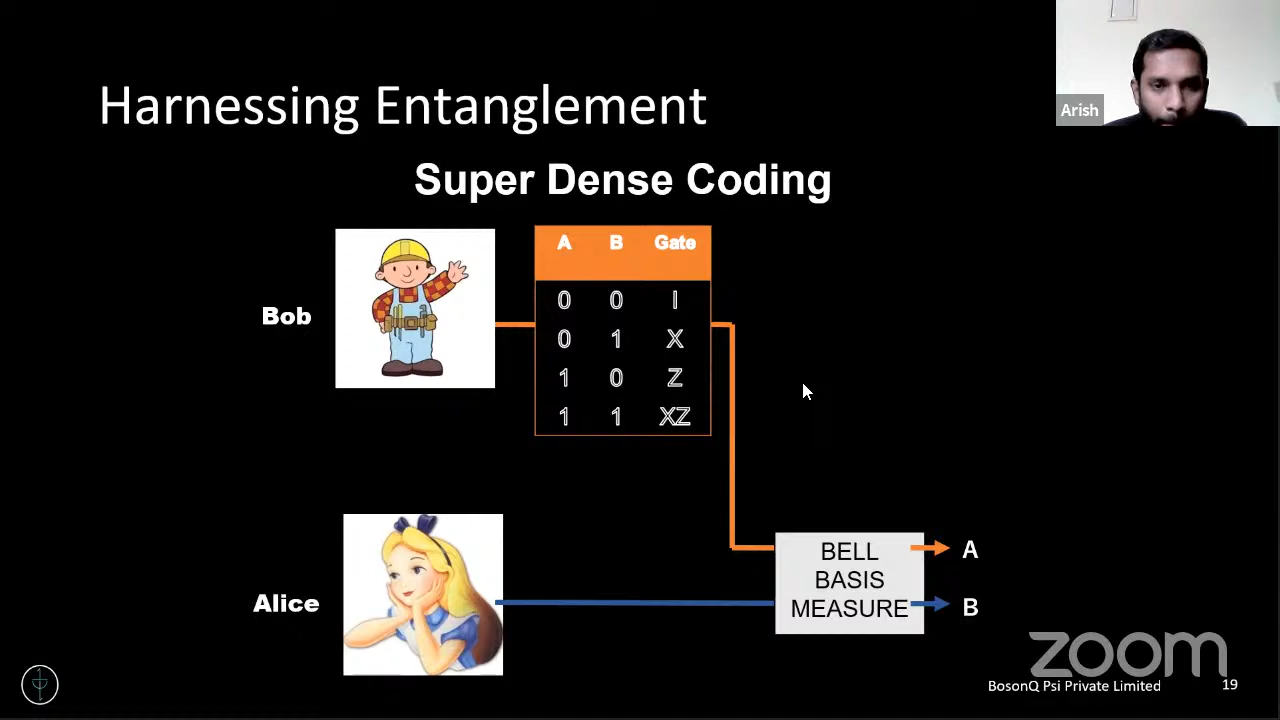 Arish
Harnessing Entanglement
Super Dense Coding
A B Gate
0 0 I
0 1 X
1 0 Z
1 1 XZ
Bob
Alice
BELL
BASIS
MEASURE
A
B
zoom
BosonQ Psi Private Limited 19